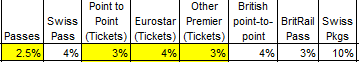 Passes Swiss Pass Point to Point (Tickets) Eurostar (Tickets) Other Premier (Tickets) British point-to-point BritRail Pass Swiss Pkgs
2.5% 4% 3% 4% 3% 4% 3% 10%